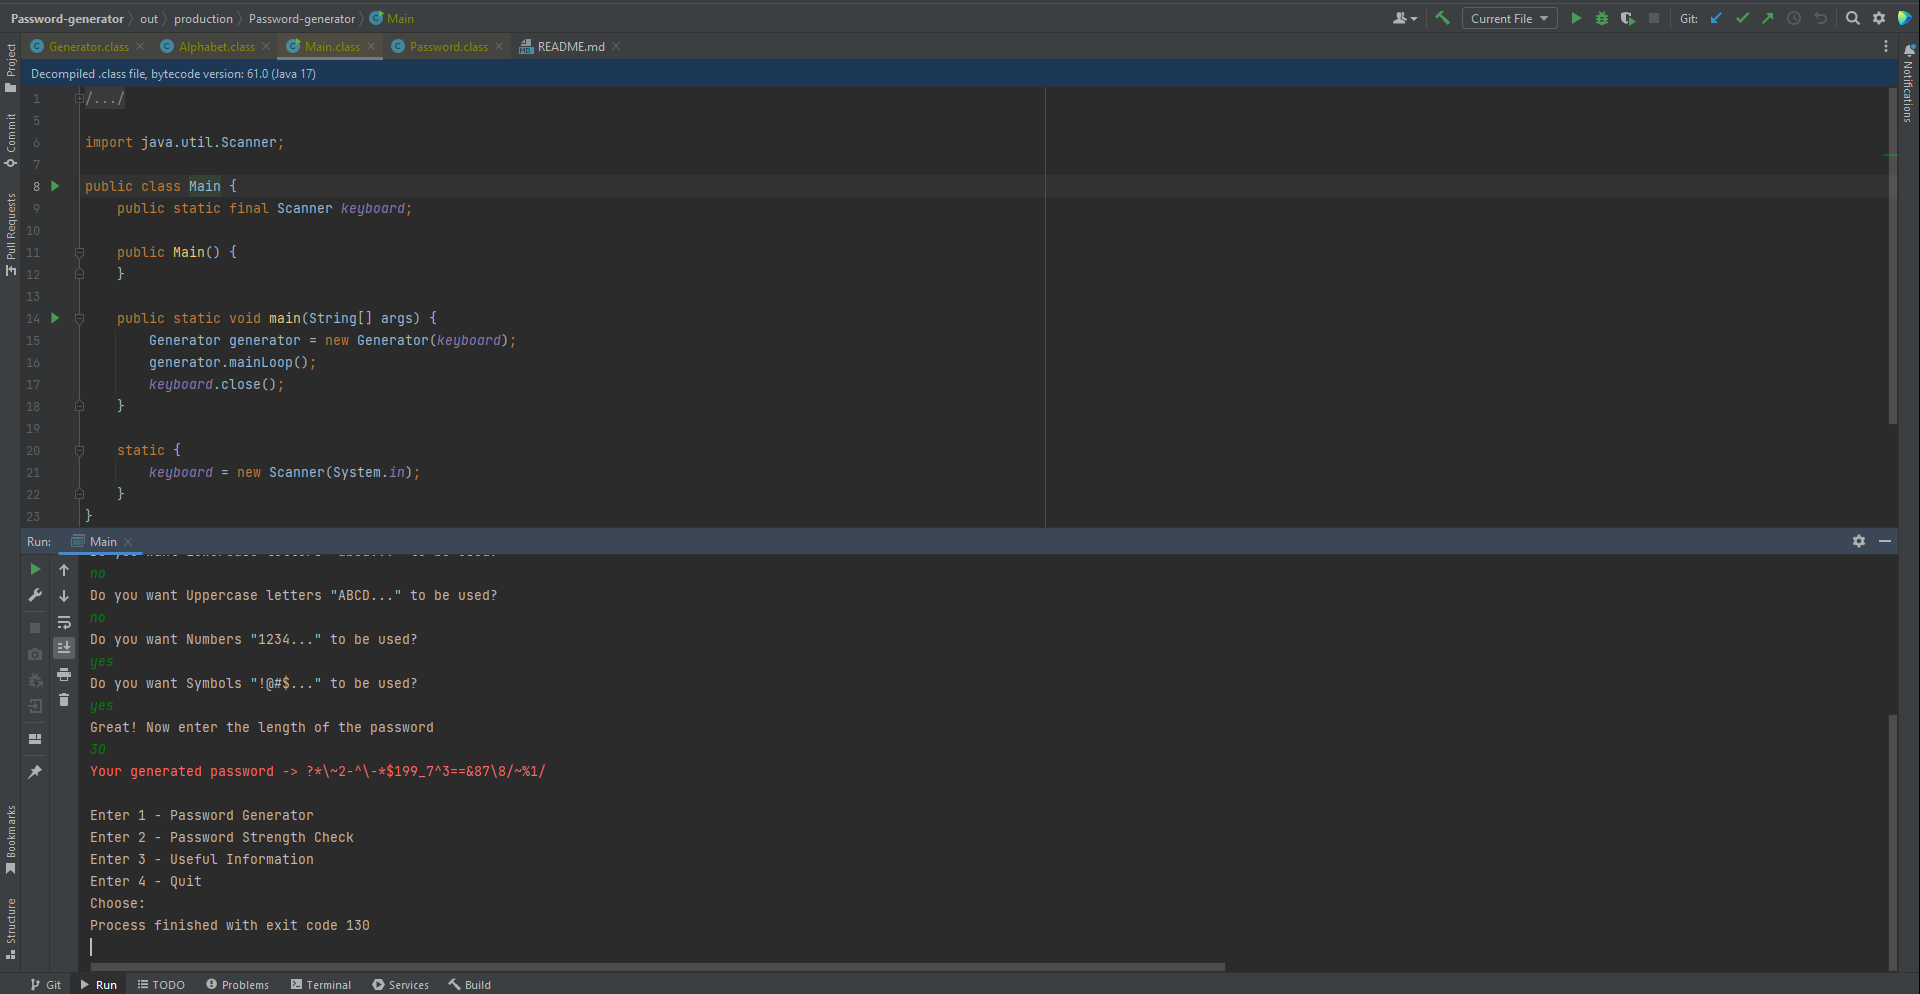 Password-generator out production Password-generator Main Current File Git:
Generator.class Alphabet.class Main.class Password.class README.md
Decompiled .class file, bytecode version: 61.0 (Java 17)
Project
Commit
Pull Requests
Bookmarks
Structure
Notifications
1 /.../
5
6 import java.util.Scanner;
7
8 public class Main {
9 public static final Scanner keyboard;
10
11 public Main() {
12 }
13
14 public static void main(String[] args) {
15 Generator generator = new Generator(keyboard);
16 generator.mainLoop();
17 keyboard.close();
18 }
19
20 static {
21 keyboard = new Scanner(System.in);
22 }
23 }
Run: Main
no
Do you want Uppercase letters "ABCD..." to be used?
no
Do you want Numbers "1234..." to be used?
yes
Do you want Symbols "!@#$..." to be used?
yes
Great! Now enter the length of the password
30
Your generated password -> ?*\~2-^\-*$199_7^3==&87\8/~%1/
Enter 1 - Password Generator
Enter 2 - Password Strength Check
Enter 3 - Useful Information
Enter 4 - Quit
Choose:
Process finished with exit code 130
Git Run TODO Problems Terminal Services Build